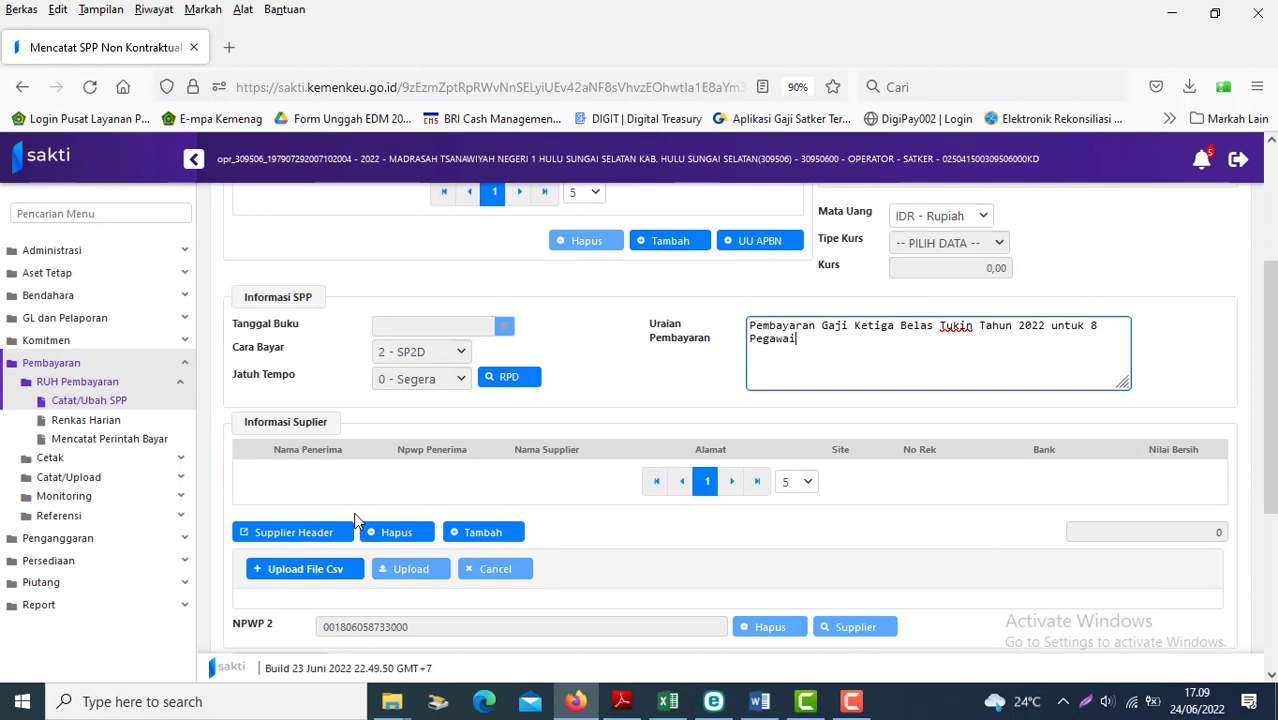 Berkas Edit Tampilan Riwayat Markah Alat Bantuan
Mencatat SPP Non Kontraktual
https://sakti.kemenkeu.go.id/9zEzmZptRpRWvNnSELyiUEv42aNF8sVhvzEOhwtIa1E8aYm3 90% Cari
Login Pusat Layanan P... E-mpa Kemenag Form Unggah EDM 20... BRI Cash Managemen... DIGIT | Digital Treasury Aplikasi Gaji Satker Ter... DigiPay002 | Login Elektronik Rekonsiliasi ... Markah Lain
sakti opr_309506_197907292007102004 - 2022 - MADRASAH TSANAWIYAH NEGERI 1 HULU SUNGAI SELATAN KAB. HULU SUNGAI SELATAN(309506) - 30950600 - OPERATOR - SATKER - 025041500309506000KD 5
Pencarian Menu
Administrasi
Aset Tetap
Bendahara
GL dan Pelaporan
Komitmen
Pembayaran
RUH Pembayaran
Catat/Ubah SPP
Renkas Harian
Mencatat Perintah Bayar
Cetak
Catat/Upload
Monitoring
Referensi
Penganggaran
Persediaan
Piutang
Report
1 5
Hapus Tambah UU APBN
Mata Uang IDR - Rupiah
Tipe Kurs -- PILIH DATA --
Kurs 0,00
Informasi SPP
Tanggal Buku
Cara Bayar 2 - SP2D
Jatuh Tempo 0 - Segera RPD
Uraian
Pembayaran
Pembayaran Gaji Ketiga Belas Tukin Tahun 2022 untuk 8
Pegawai
Informasi Suplier
Nama Penerima Npwp Penerima Nama Supplier Alamat Site No Rek Bank Nilai Bersih
1 5
Supplier Header Hapus Tambah 0
Upload File Csv Upload Cancel
NPWP 2 001806058733000 Hapus Supplier
Activate Windows
Go to Settings to activate Windows.
sakti Build 23 Juni 2022 22.49.50 GMT+7
Type here to search 24°C 17.09
24/06/2022